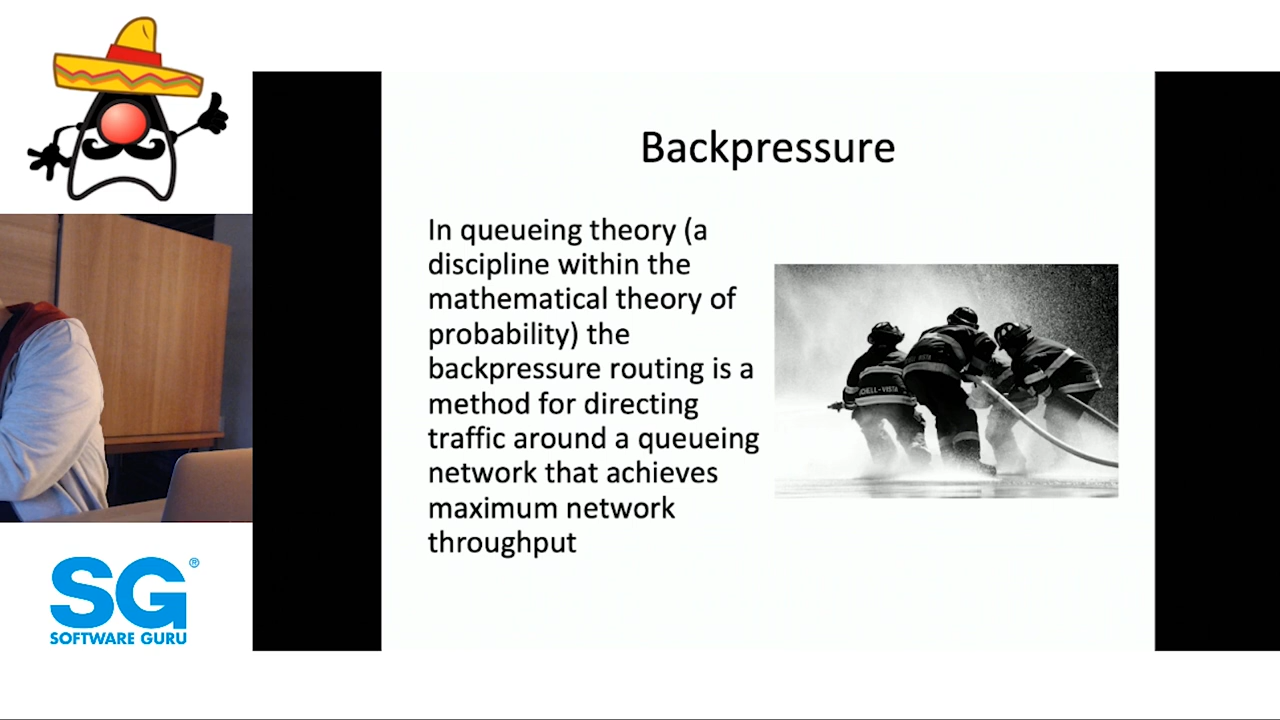 Backpressure
In queueing theory (a
discipline within the
mathematical theory of
probability) the
backpressure routing is a
method for directing
traffic around a queueing
network that achieves
maximum network
throughput
SG®
SOFTWARE GURU